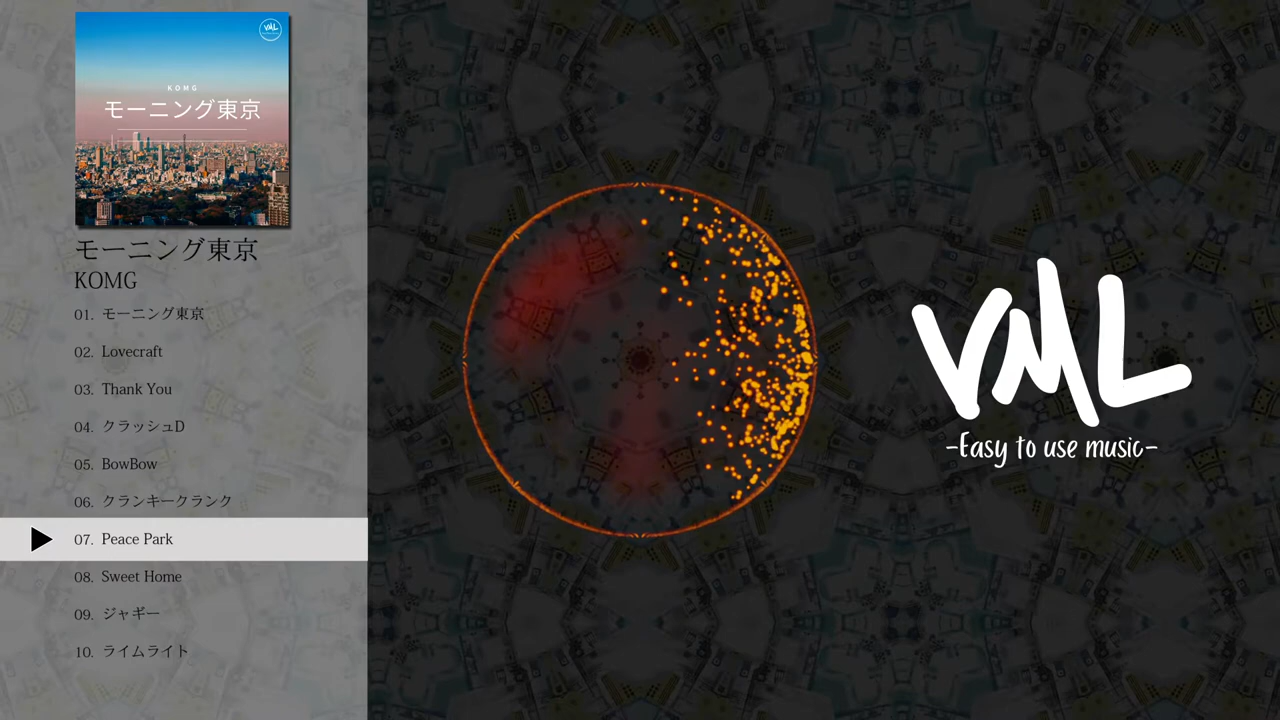 VML
KOMG
モーニング東京
モーニング東京
KOMG
01. モーニング東京
02. Lovecraft
03. Thank You
04. クラッシュD
05. BowBow
06. クランキークランク
07. Peace Park
08. Sweet Home
09. ジャギー
10. ライムライト
VML
-Easy to use music-